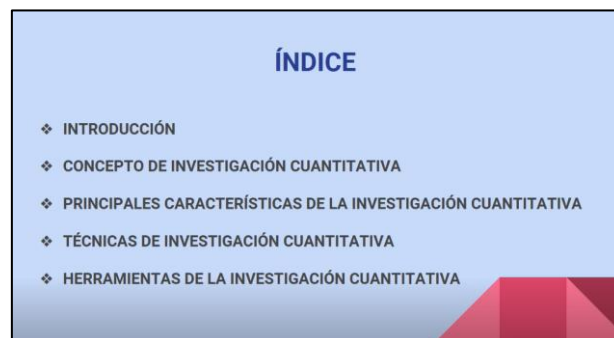 ÍNDICE
❖ INTRODUCCIÓN
❖ CONCEPTO DE INVESTIGACIÓN CUANTITATIVA
❖ PRINCIPALES CARACTERÍSTICAS DE LA INVESTIGACIÓN CUANTITATIVA
❖ TÉCNICAS DE INVESTIGACIÓN CUANTITATIVA
❖ HERRAMIENTAS DE LA INVESTIGACIÓN CUANTITATIVA